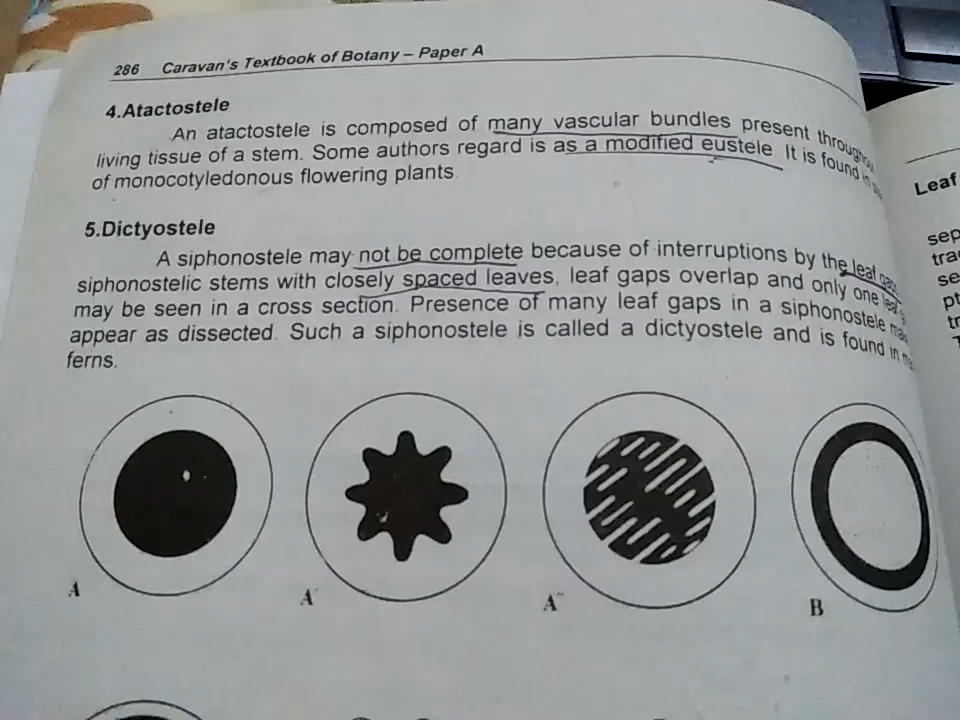 286 Caravan's Textbook of Botany – Paper A
4.Atactostele
An atactostele is composed of many vascular bundles present
living tissue of a stem. Some authors regard is as a modified eustele. It is found in
of monocotyledonous flowering plants.
5.Dictyostele
A siphonostele may not be complete because of interruptions by the leaf
siphonostelic stems with closely spaced leaves, leaf gaps overlap and only one leaf
may be seen in a cross section. Presence of many leaf gaps in a siphonostele
appear as dissected. Such a siphonostele is called a dictyostele and is found in
ferns.
A A' A" B
Leaf